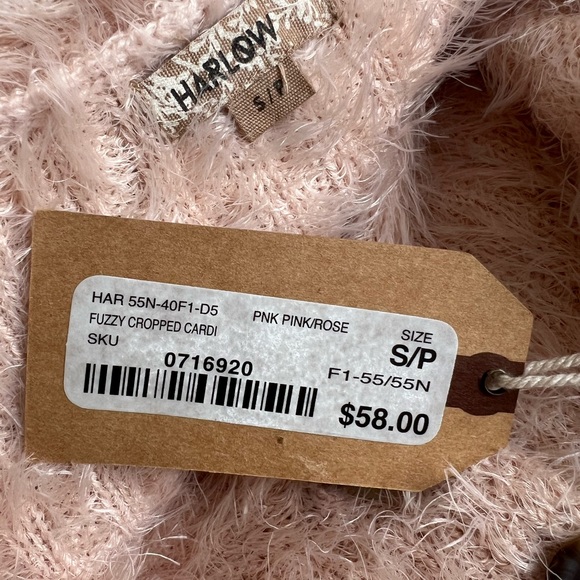 HARLOW
S/P
HAR 55N-40F1-D5 PNK PINK/ROSE SIZE
FUZZY CROPPED CARDI S/P
SKU 0716920 F1-55/55N
$58.00